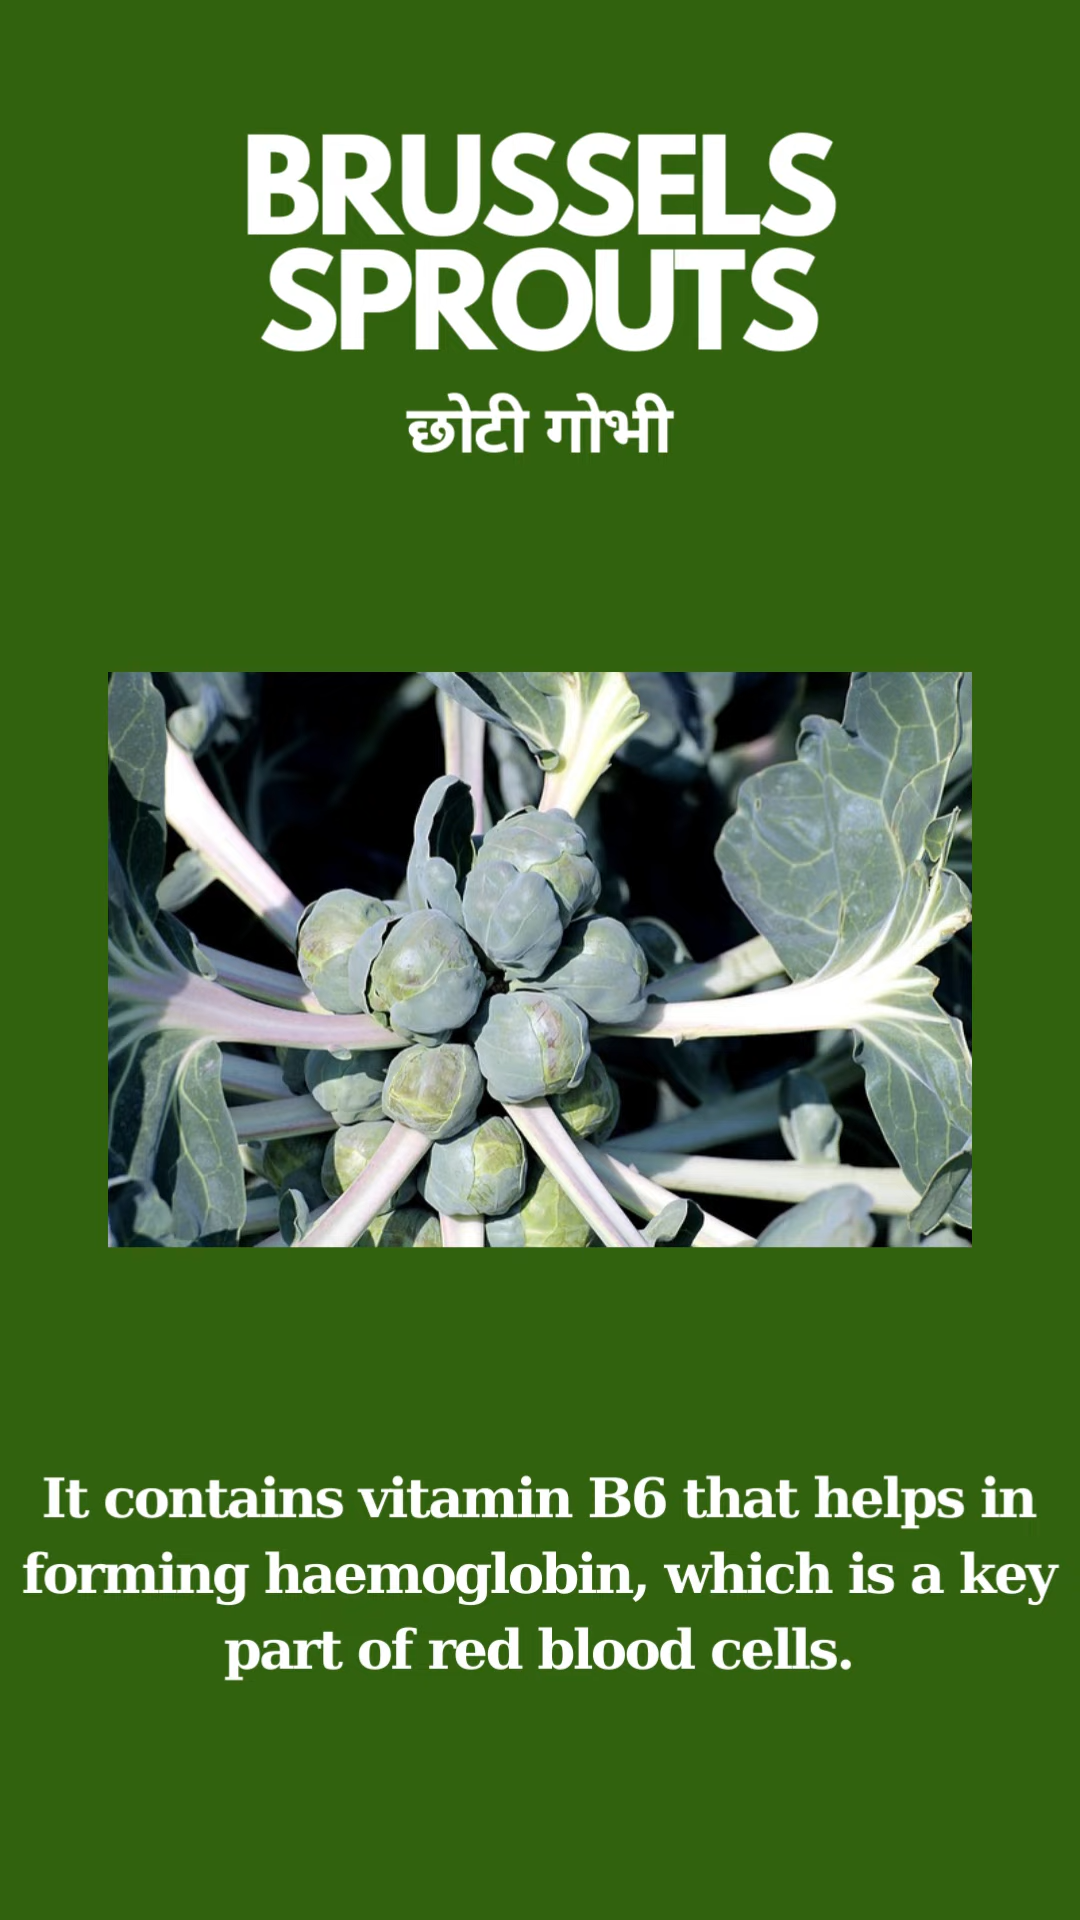 BRUSSELS
SPROUTS
छोटी गोभी
It contains vitamin B6 that helps in
forming haemoglobin, which is a key
part of red blood cells.